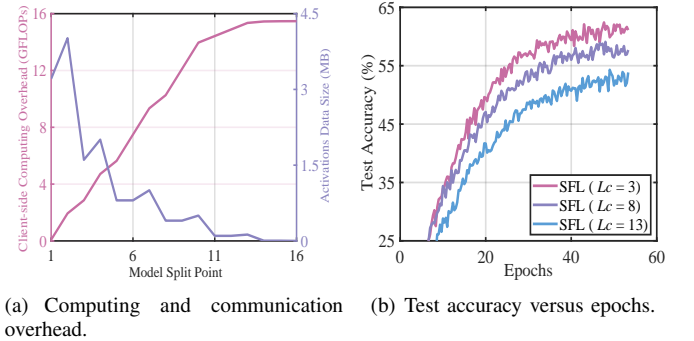 Client-side Computing Overhead (GFLOPs)
16
12
8
4
0
4.5
3
1.5
0
Activations Data Size (MB)
1
6
11
16
Model Split Point
(a) Computing and communication
overhead.
Test Accuracy (%)
65
55
45
35
25
SFL ( Lc = 3)
SFL ( Lc = 8)
SFL ( Lc = 13)
0
20
40
60
Epochs
(b) Test accuracy versus epochs.